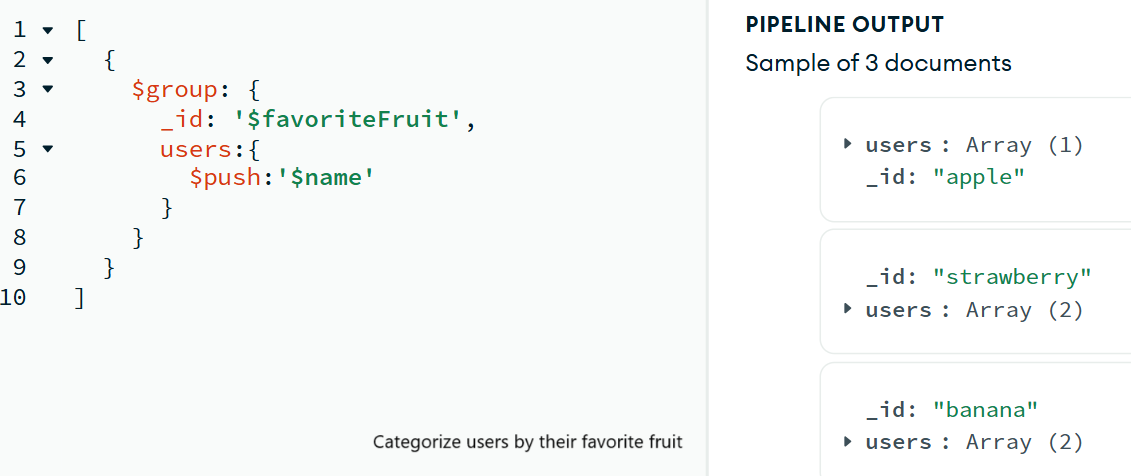 1 [
2 {
3 $group: {
4 _id: '$favoriteFruit',
5 users:{
6 $push:'$name'
7 }
8 }
9 }
10 ]
Categorize users by their favorite fruit
PIPELINE OUTPUT
Sample of 3 documents
users : Array (1)
_id: "apple"
_id: "strawberry"
users : Array (2)
_id: "banana"
users : Array (2)